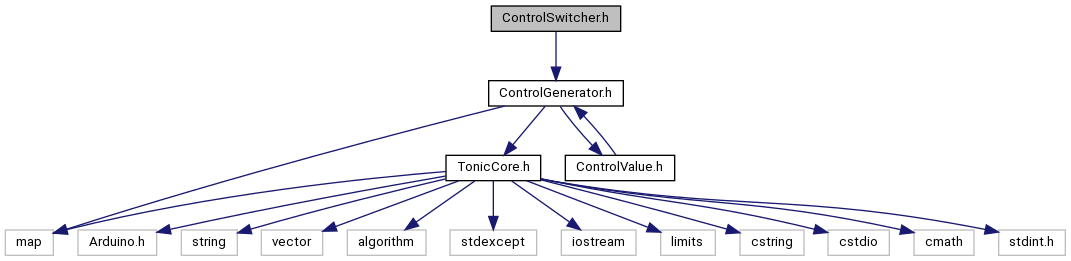 ControlSwitcher.h
ControlGenerator.h
TonicCore.h
ControlValue.h
map
Arduino.h
string
vector
algorithm
stdexcept
iostream
limits
cstring
cstdio
cmath
stdint.h